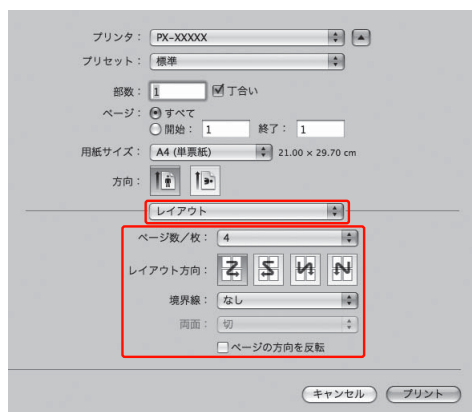 プリンタ： PX-XXXXX
プリセット： 標準
部数： 1 丁合い
ページ： すべて
開始： 1 終了： 1
用紙サイズ： A4 (単票紙) 21.00 × 29.70 cm
方向：
レイアウト
ページ数／枚： 4
レイアウト方向：
境界線： なし
両面： 切
ページの方向を反転
キャンセル プリント